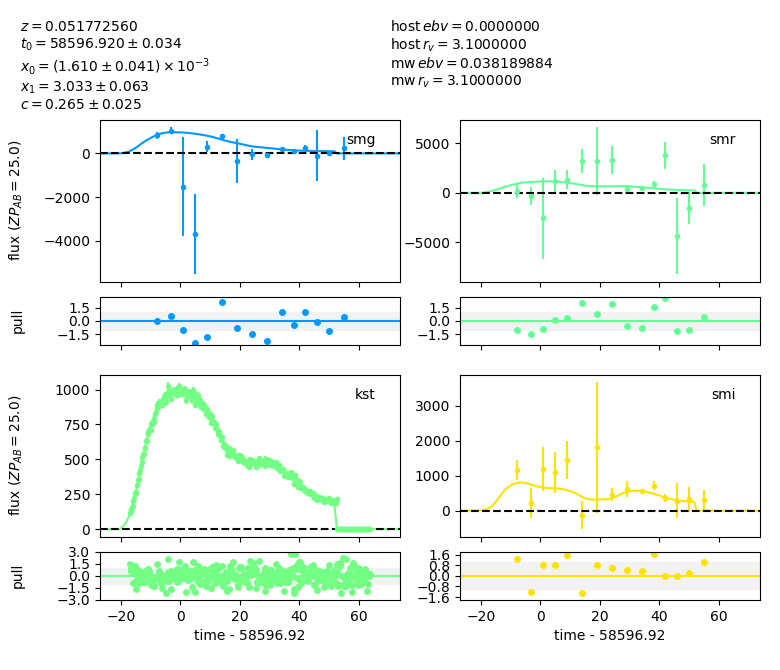 z = 0.051772560
t₀ = 58596.920 ± 0.034
x₀ = (1.610 ± 0.041) × 10⁻³
x₁ = 3.033 ± 0.063
c = 0.265 ± 0.025
host ebv = 0.0000000
host r_v = 3.1000000
mw ebv = 0.038189884
mw r_v = 3.1000000
flux (ZP_AB = 25.0)
0
−2000
−4000
smg
5000
0
−5000
smr
pull
1.5
0.0
−1.5
1.5
0.0
−1.5
flux (ZP_AB = 25.0)
1000
750
500
250
0
kst
3000
2000
1000
0
smi
pull
3.0
1.5
0.0
−1.5
−3.0
1.6
0.8
0.0
−0.8
−1.6
−20 0 20 40 60
time - 58596.92
−20 0 20 40 60
time - 58596.92